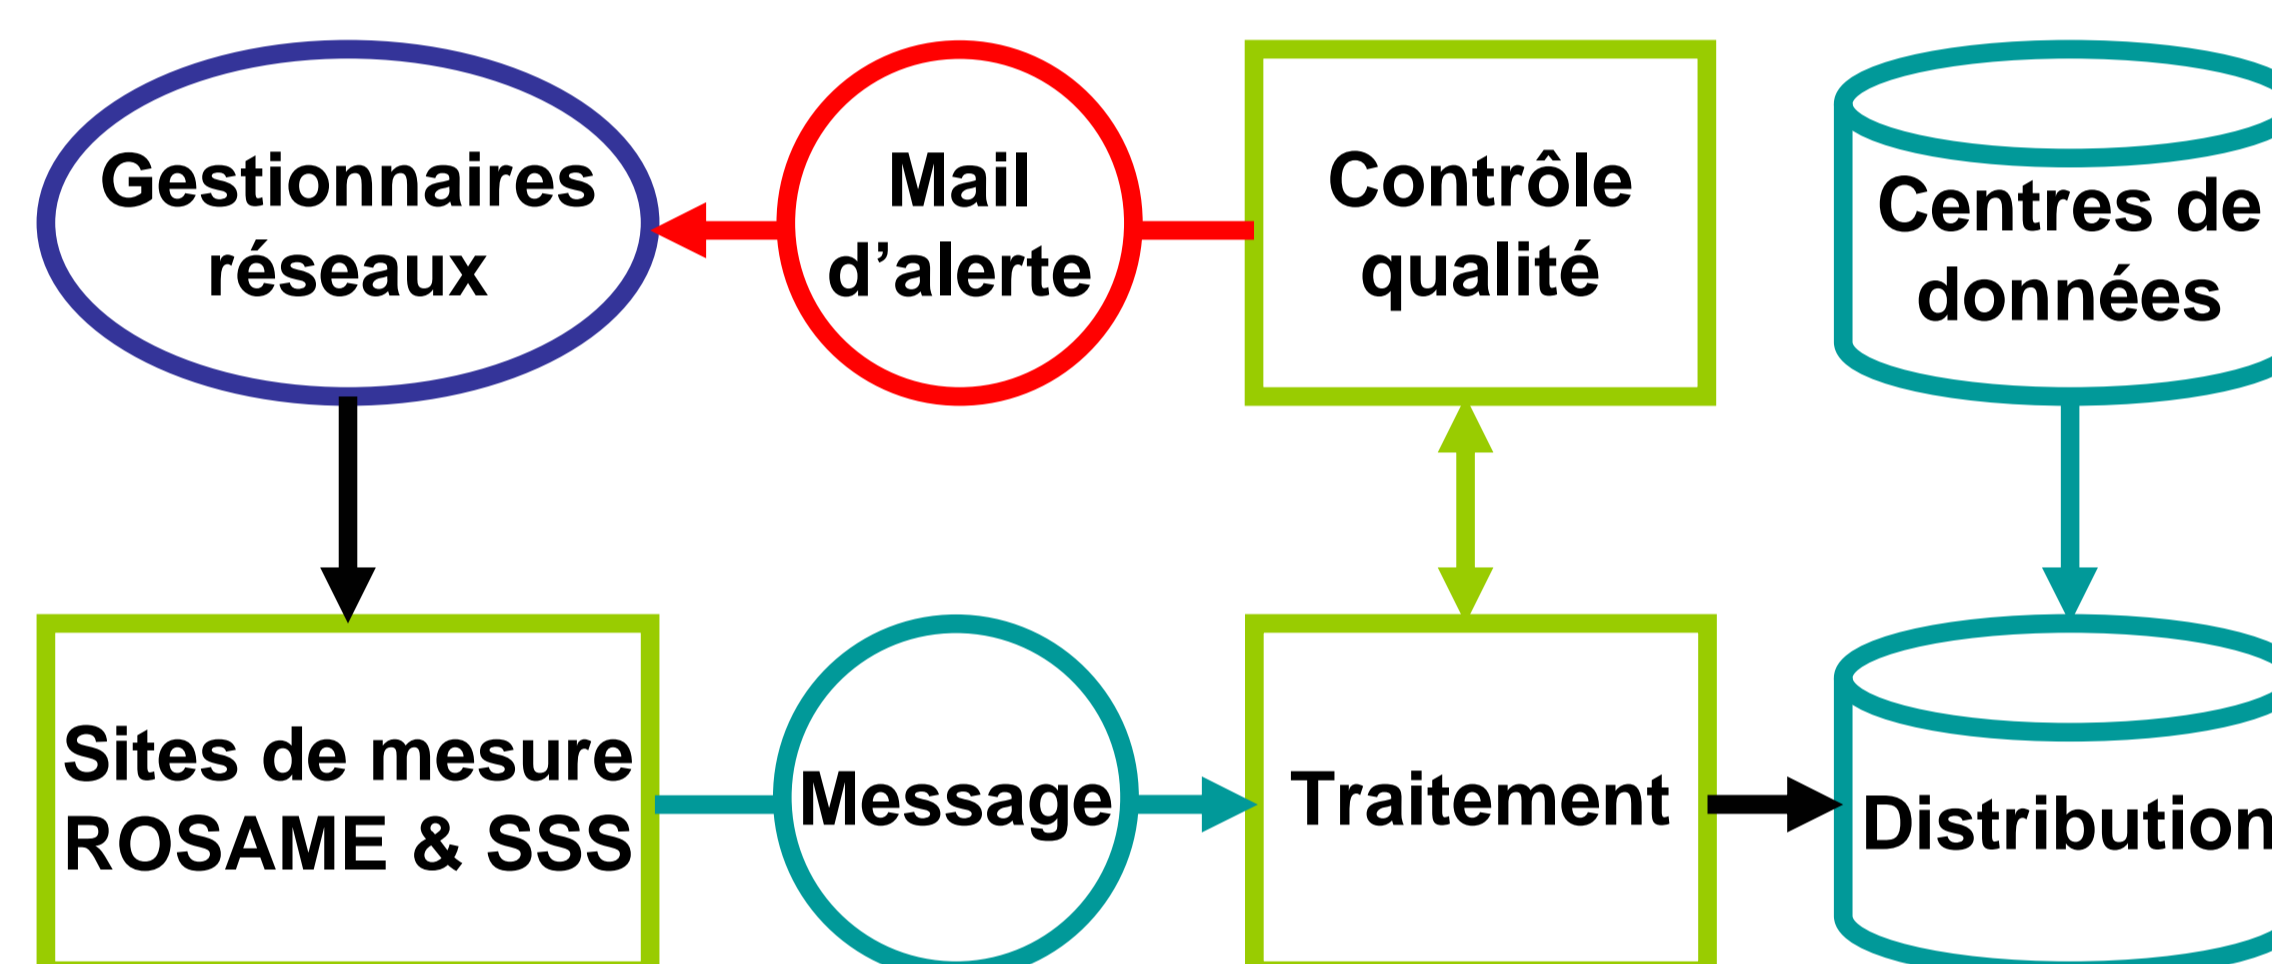 Gestionnaires
réseaux
Mail
d’alerte
Contrôle
qualité
Centres de
données
Sites de mesure
ROSAME & SSS
Message
Traitement
Distribution